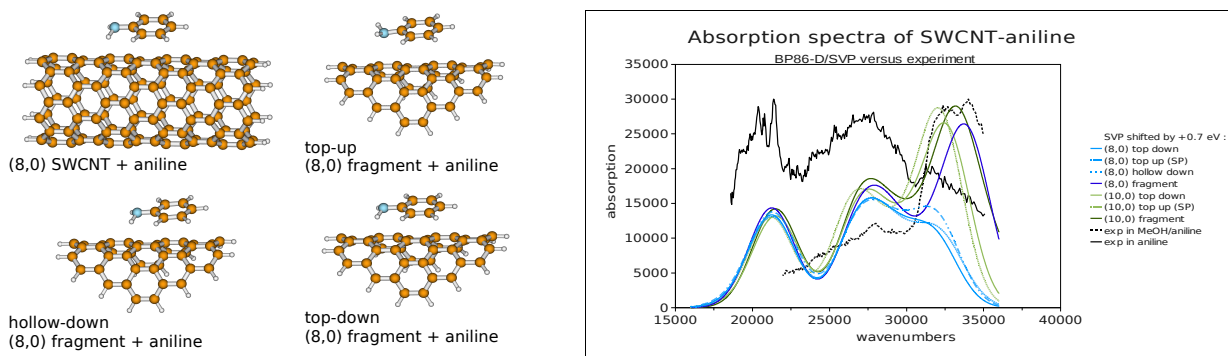 (8,0) SWCNT + aniline
top-up
(8,0) fragment + aniline
hollow-down
(8,0) fragment + aniline
top-down
(8,0) fragment + aniline
Absorption spectra of SWCNT-aniline
BP86-D/SVP versus experiment
absorption
35000
30000
25000
20000
15000
10000
5000
0
15000 20000 25000 30000 35000 40000
wavenumbers
SVP shifted by +0.7 eV :
(8,0) top down
(8,0) top up (SP)
(8,0) hollow down
(8,0) fragment
(10,0) top down
(10,0) top up (SP)
(10,0) fragment
exp in MeOH/aniline
exp in aniline